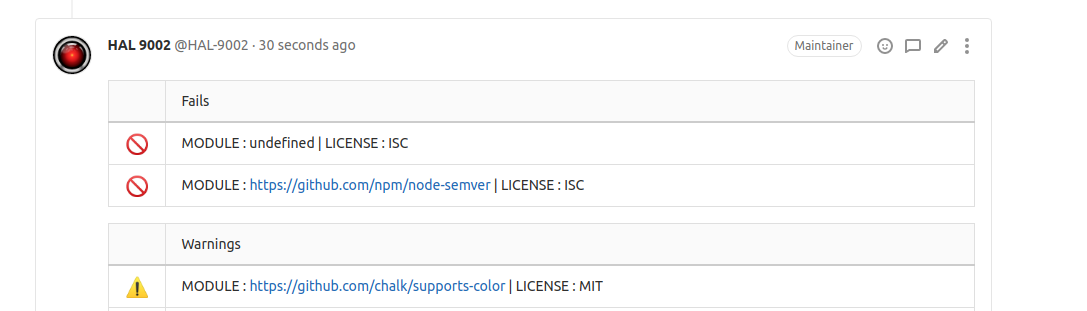 HAL 9002 @HAL-9002 · 30 seconds ago Maintainer
Fails
MODULE : undefined | LICENSE : ISC
MODULE : https://github.com/npm/node-semver | LICENSE : ISC
Warnings
MODULE : https://github.com/chalk/supports-color | LICENSE : MIT